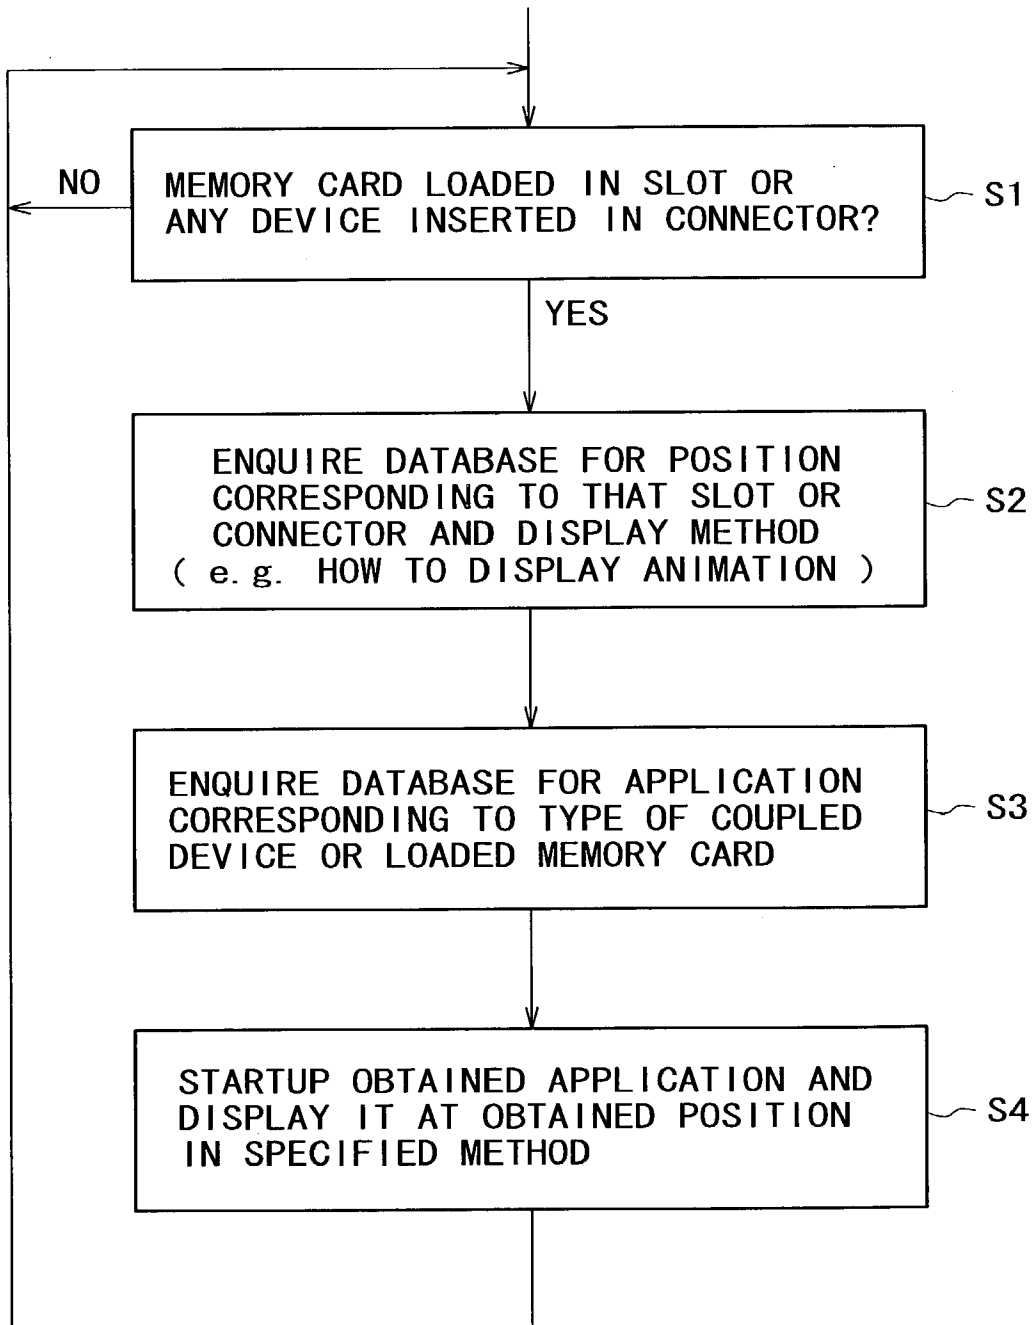 NO
MEMORY CARD LOADED IN SLOT OR
ANY DEVICE INSERTED IN CONNECTOR?
S1
YES
ENQUIRE DATABASE FOR POSITION
CORRESPONDING TO THAT SLOT OR
CONNECTOR AND DISPLAY METHOD
( e.g. HOW TO DISPLAY ANIMATION )
S2
ENQUIRE DATABASE FOR APPLICATION
CORRESPONDING TO TYPE OF COUPLED
DEVICE OR LOADED MEMORY CARD
S3
STARTUP OBTAINED APPLICATION AND
DISPLAY IT AT OBTAINED POSITION
IN SPECIFIED METHOD
S4